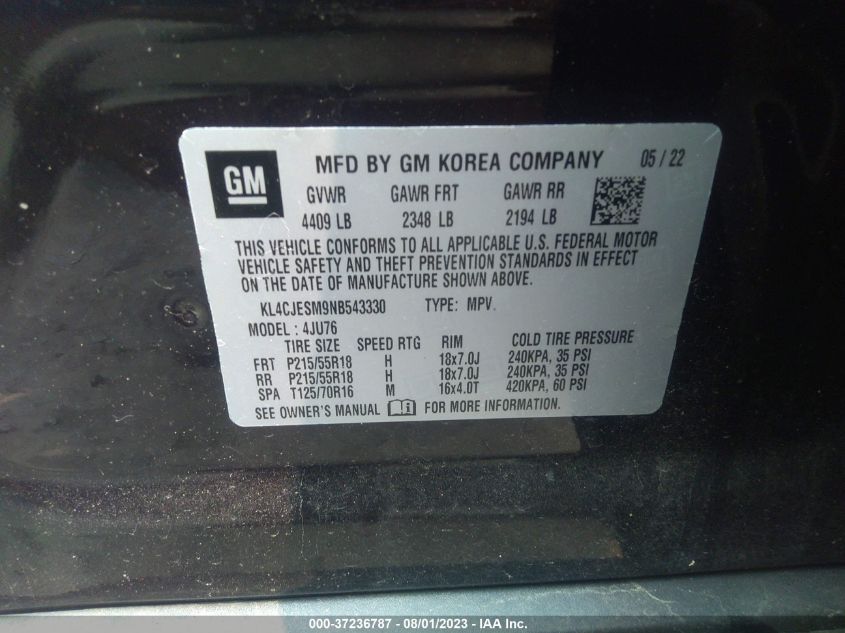 GM
MFD BY GM KOREA COMPANY 05 / 22
GVWR GAWR FRT GAWR RR
4409 LB 2348 LB 2194 LB
THIS VEHICLE CONFORMS TO ALL APPLICABLE U.S. FEDERAL MOTOR
VEHICLE SAFETY AND THEFT PREVENTION STANDARDS IN EFFECT
ON THE DATE OF MANUFACTURE SHOWN ABOVE.
KL4CJESM9NB543330 TYPE: MPV.
MODEL : 4JU76
TIRE SIZE SPEED RTG RIM COLD TIRE PRESSURE
FRT P215/55R18 H 18x7.0J 240KPA, 35 PSI
RR P215/55R18 H 18x7.0J 240KPA, 35 PSI
SPA T125/70R16 M 16x4.0T 420KPA, 60 PSI
SEE OWNER'S MANUAL FOR MORE INFORMATION.
000-37236787 - 08/01/2023 - IAA Inc.